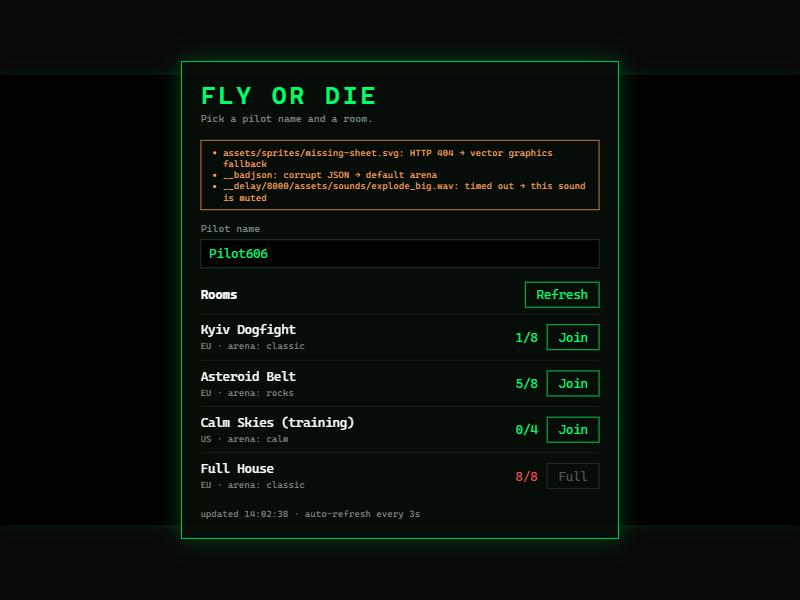 FLY OR DIE
Pick a pilot name and a room.
• assets/sprites/missing-sheet.svg: HTTP 404 → vector graphics
fallback
• __badjson: corrupt JSON → default arena
• __delay/8000/assets/sounds/explode_big.wav: timed out → this sound
is muted
Pilot name
Pilot606
Rooms Refresh
Kyiv Dogfight
EU · arena: classic
1/8 Join
Asteroid Belt
EU · arena: rocks
5/8 Join
Calm Skies (training)
US · arena: calm
0/4 Join
Full House
EU · arena: classic
8/8 Full
updated 14:02:38 · auto-refresh every 3s